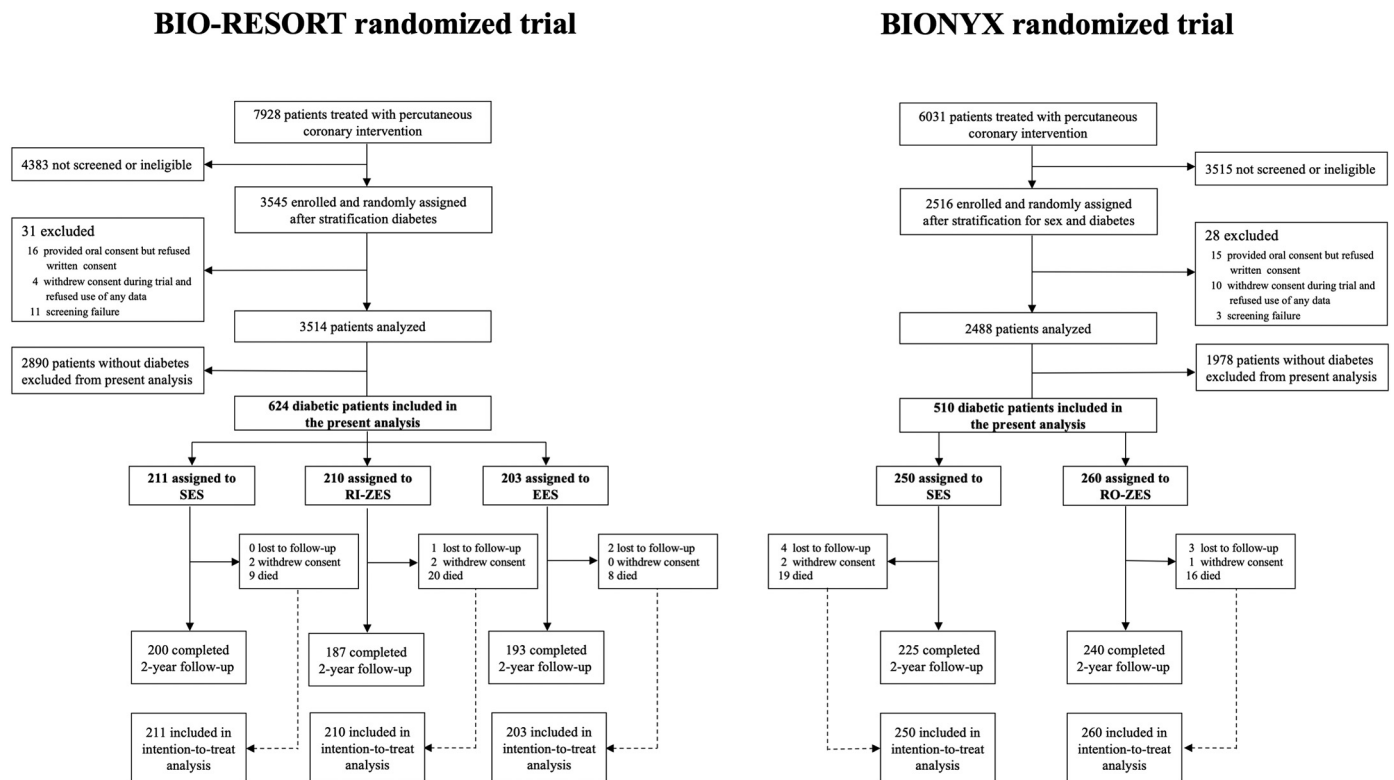 BIO-RESORT randomized trial
7928 patients treated with percutaneous
coronary intervention
4383 not screened or ineligible
3545 enrolled and randomly assigned
after stratification diabetes
31 excluded
16 provided oral consent but refused
written consent
4 withdrew consent during trial and
refused use of any data
11 screening failure
3514 patients analyzed
2890 patients without diabetes
excluded from present analysis
624 diabetic patients included in
the present analysis
211 assigned to
SES
210 assigned to
RI-ZES
203 assigned to
EES
0 lost to follow-up
2 withdrew consent
9 died
1 lost to follow-up
2 withdrew consent
20 died
2 lost to follow-up
0 withdrew consent
8 died
200 completed
2-year follow-up
187 completed
2-year follow-up
193 completed
2-year follow-up
211 included in
intention-to-treat
analysis
210 included in
intention-to-treat
analysis
203 included in
intention-to-treat
analysis
BIONYX randomized trial
6031 patients treated with percutaneous
coronary intervention
3515 not screened or ineligible
2516 enrolled and randomly assigned
after stratification for sex and diabetes
28 excluded
15 provided oral consent but refused
written consent
10 withdrew consent during trial and
refused use of any data
3 screening failure
2488 patients analyzed
1978 patients without diabetes
excluded from present analysis
510 diabetic patients included in
the present analysis
250 assigned to
SES
260 assigned to
RO-ZES
4 lost to follow-up
2 withdrew consent
19 died
3 lost to follow-up
1 withdrew consent
16 died
225 completed
2-year follow-up
240 completed
2-year follow-up
250 included in
intention-to-treat
analysis
260 included in
intention-to-treat
analysis